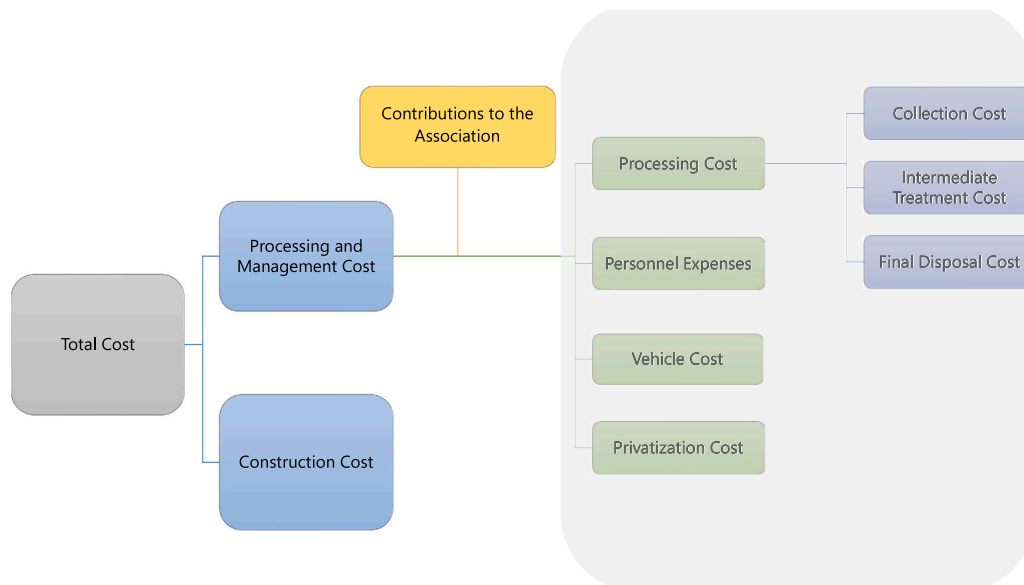 Contributions to the
Association
Collection Cost
Processing Cost
Intermediate
Treatment Cost
Processing and
Management Cost
Personnel Expenses
Final Disposal Cost
Total Cost
Vehicle Cost
Construction Cost
Privatization Cost